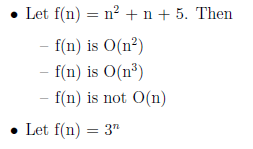 • Let f(n) = n² + n + 5. Then
– f(n) is O(n²)
– f(n) is O(n³)
– f(n) is not O(n)
• Let f(n) = 3ⁿ